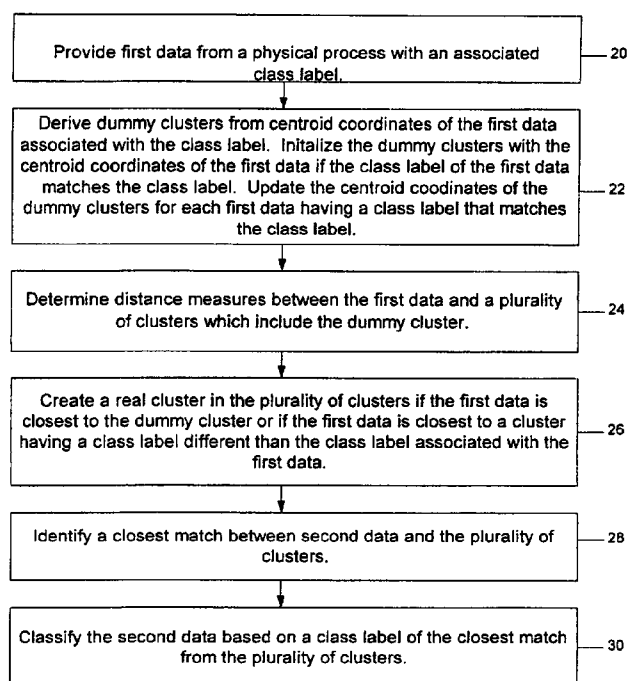 Provide first data from a physical process with an associated
class label.
20
Derive dummy clusters from centroid coordinates of the first data
associated with the class label. Initalize the dummy clusters with the
centroid coordinates of the first data if the class label of the first data
matches the class label. Update the centroid coodinates of the
dummy clusters for each first data having a class label that matches
the class label.
22
Determine distance measures between the first data and a plurality
of clusters which include the dummy cluster.
24
Create a real cluster in the plurality of clusters if the first data is
closest to the dummy cluster or if the first data is closest to a cluster
having a class label different than the class label associated with the
first data.
26
Identify a closest match between second data and the plurality of
clusters.
28
Classify the second data based on a class label of the closest match
from the plurality of clusters.
30